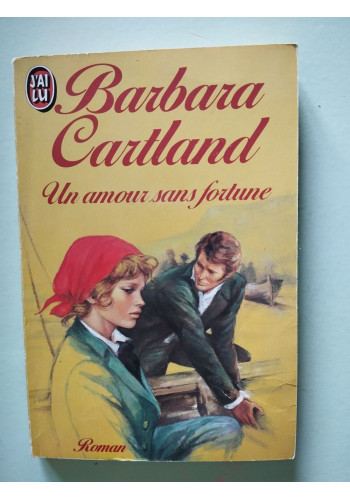 J'AI
LU
Barbara
Cartland
Un amour sans fortune
Roman